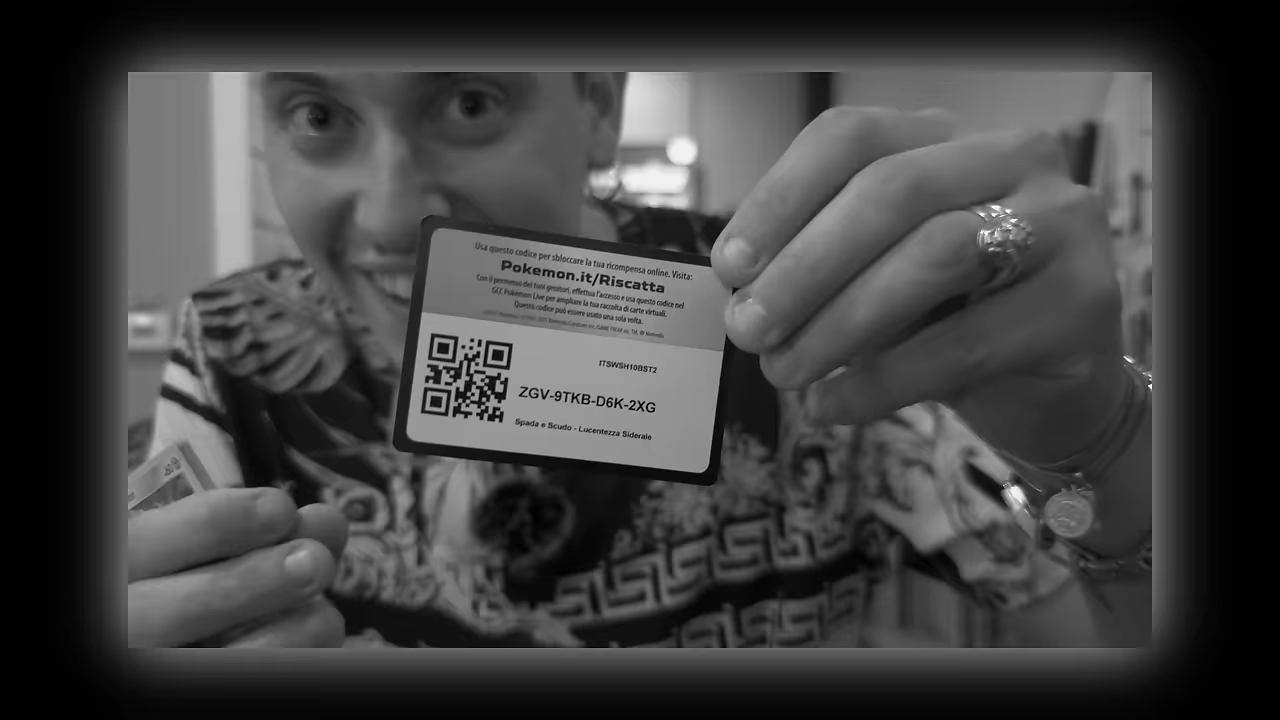 Usa questo codice per sbloccare la tua ricompensa online. Visita:
Pokemon.it/Riscatta
Con il permesso dei tuoi genitori, effettua l'accesso e usa questo codice nel
GCC Pokémon Live per ampliare la tua raccolta di carte virtuali.
Questo codice può essere usato una sola volta.
ITSWSH10BST2
ZGV-9TKB-D6K-2XG
Spada e Scudo - Lucentezza Siderale